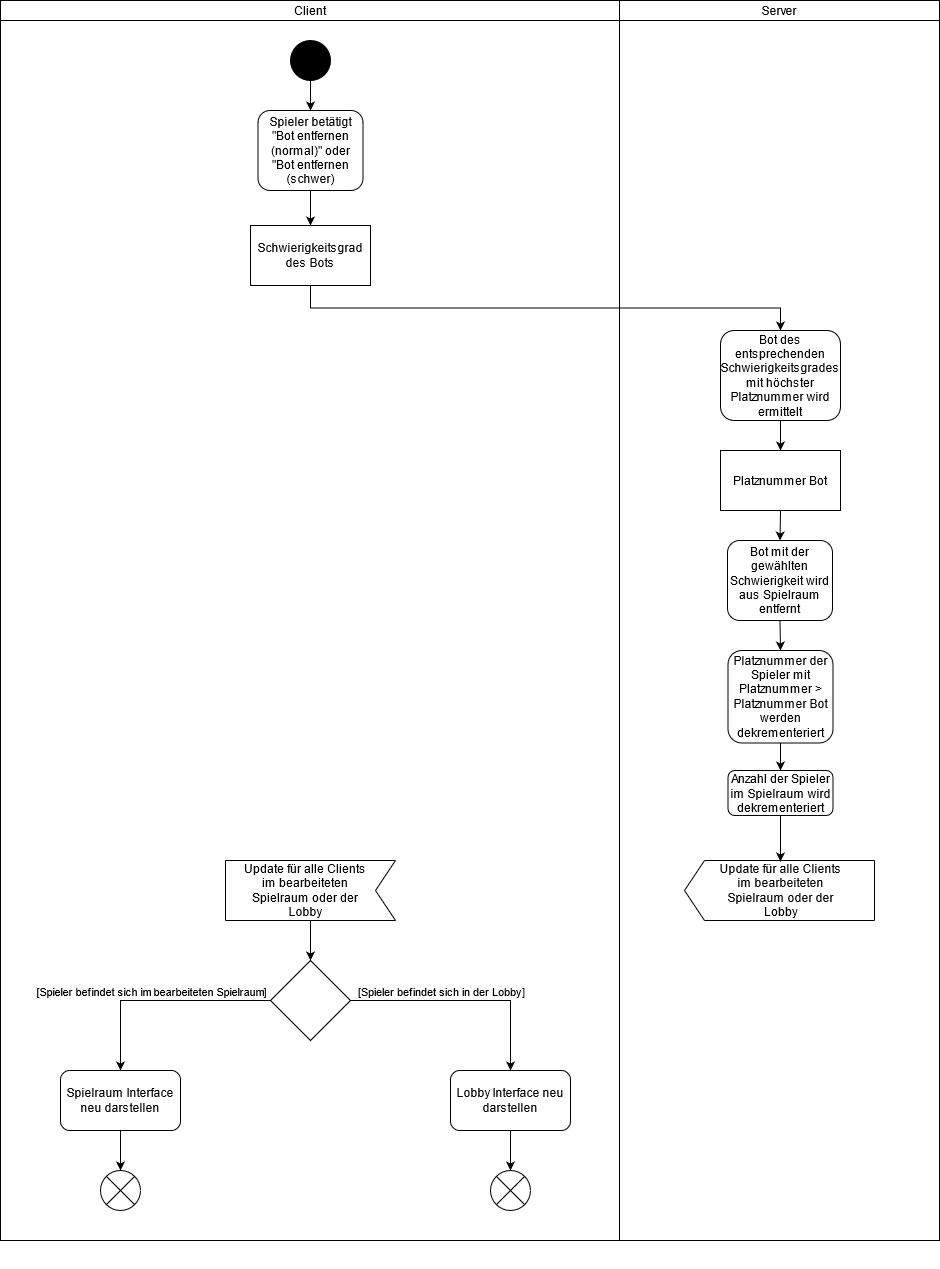 Client
Server
Spieler betätigt
"Bot entfernen
(normal)" oder
"Bot entfernen
(schwer)
Schwierigkeitsgrad
des Bots
Bot des
entsprechenden
Schwierigkeitsgrades
mit höchster
Platznummer wird
ermittelt
Platznummer Bot
Bot mit der
gewählten
Schwierigkeit wird
aus Spielraum
entfernt
Platznummer der
Spieler mit
Platznummer >
Platznummer Bot
werden
dekrementiert
Anzahl der Spieler
im Spielraum wird
dekrementiert
Update für alle Clients
im bearbeiteten
Spielraum oder der
Lobby
Update für alle Clients
im bearbeiteten
Spielraum oder der
Lobby
[Spieler befindet sich im bearbeiteten Spielraum]
[Spieler befindet sich in der Lobby]
Spielraum Interface
neu darstellen
Lobby Interface neu
darstellen